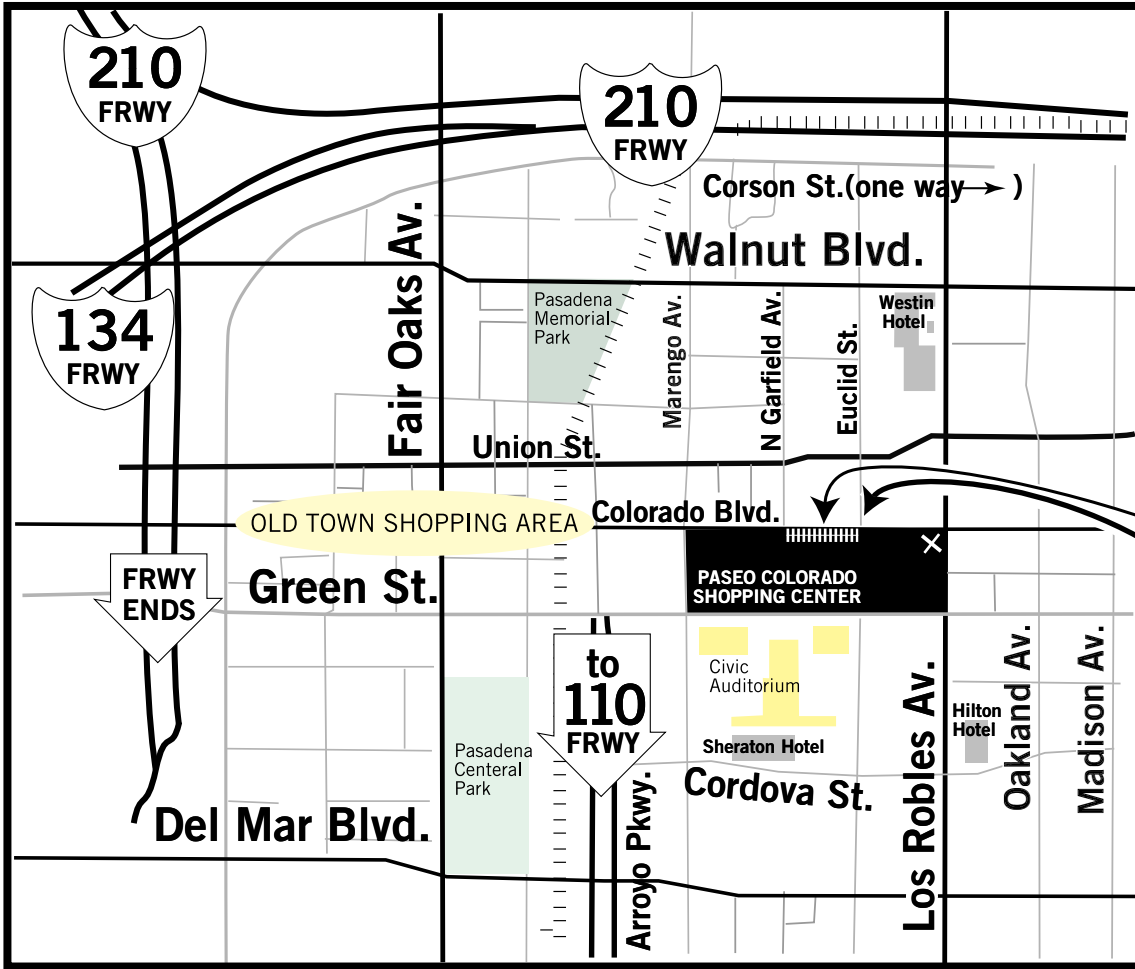 210
FRWY
210
FRWY
Corson St.(one way → )
Walnut Blvd.
134
FRWY
Fair Oaks Av.
Pasadena
Memorial
Park
Marengo Av.
N Garfield Av.
Euclid St.
Westin
Hotel
Union St.
OLD TOWN SHOPPING AREA
Colorado Blvd.
FRWY
ENDS
Green St.
PASEO COLORADO
SHOPPING CENTER
to
110
FRWY
Civic
Auditorium
Sheraton Hotel
Los Robles Av.
Hilton
Hotel
Oakland Av.
Madison Av.
Pasadena
Centeral
Park
Cordova St.
Del Mar Blvd.
Arroyo Pkwy.